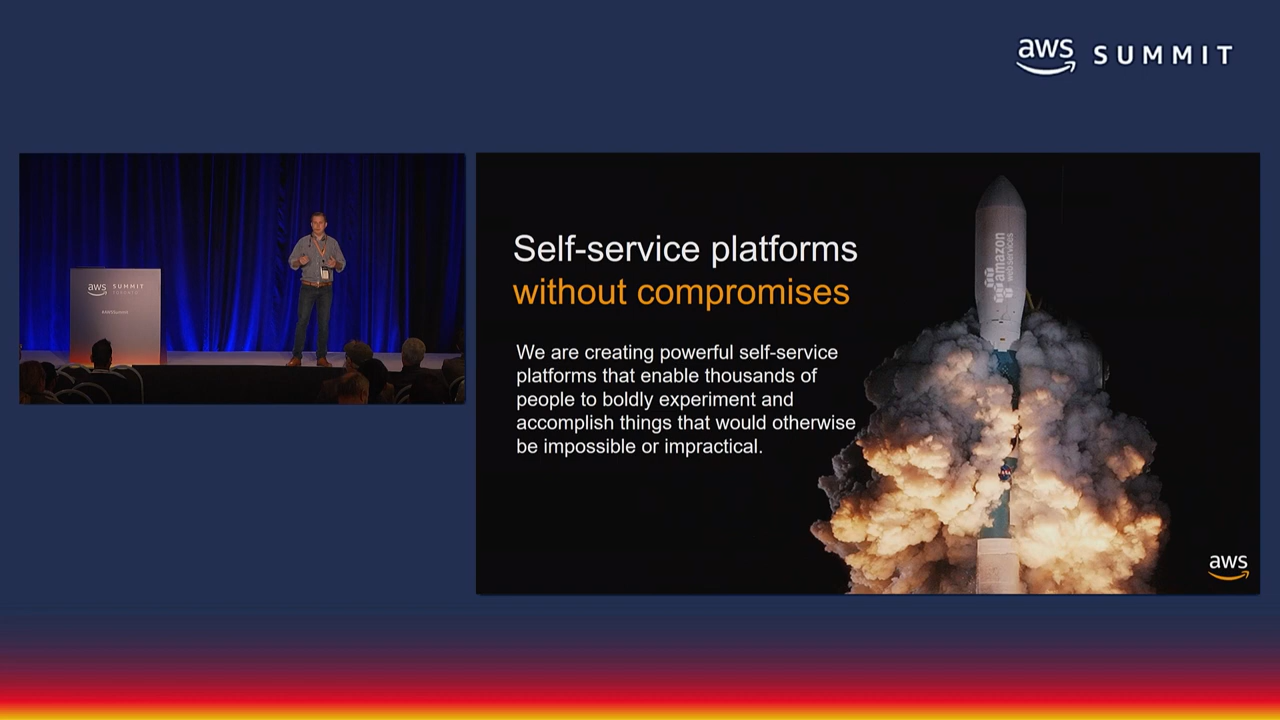 aws SUMMIT
aws SUMMIT
TORONTO
#AWSSummit
Self-service platforms
without compromises
We are creating powerful self-service
platforms that enable thousands of
people to boldly experiment and
accomplish things that would otherwise
be impossible or impractical.
amazon
web services
aws